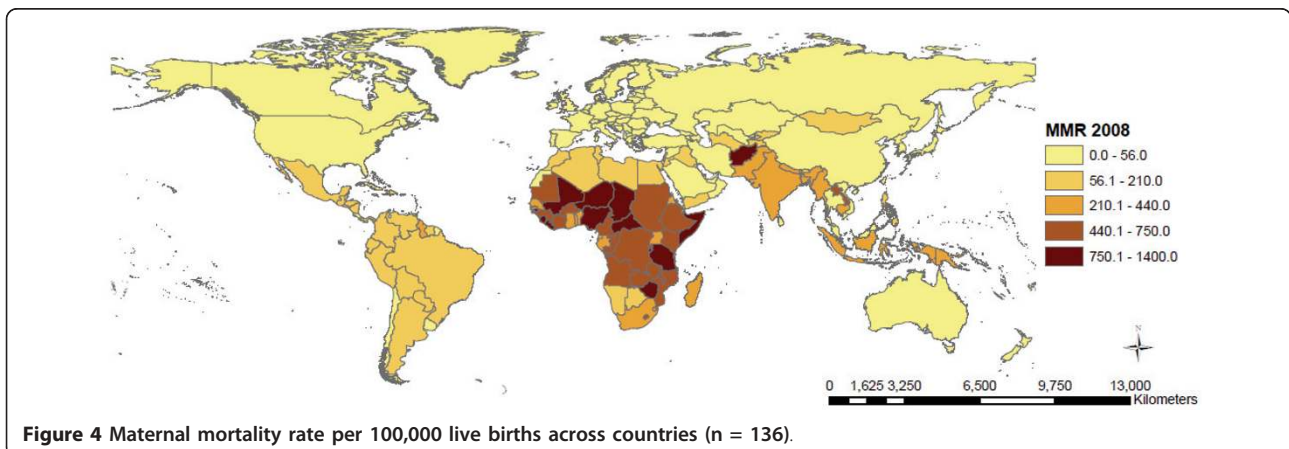 MMR 2008
0.0 - 56.0
56.1 - 210.0
210.1 - 440.0
440.1 - 750.0
750.1 - 1400.0
N
0 1,625 3,250 6,500 9,750 13,000
Kilometers
Figure 4 Maternal mortality rate per 100,000 live births across countries (n = 136).